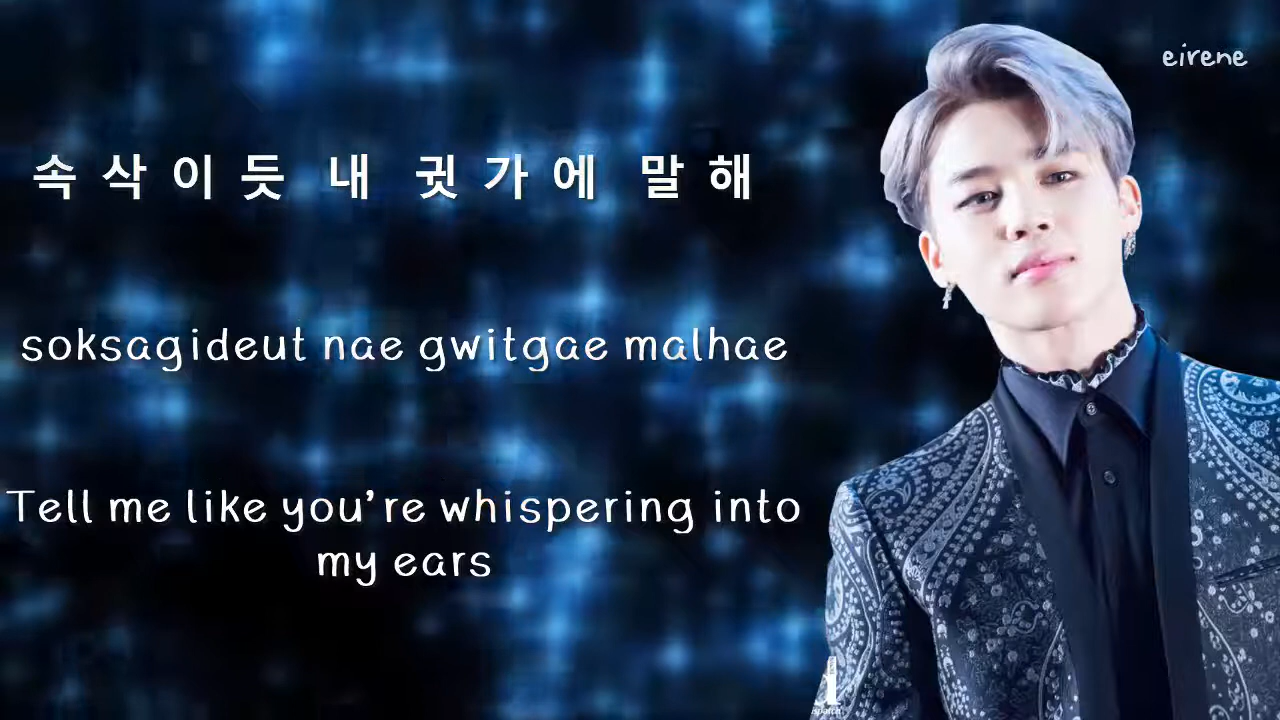 eirene
속삭이듯 내 귓가에 말해
soksagideut nae gwitgae malhae
Tell me like you're whispering into
my ears